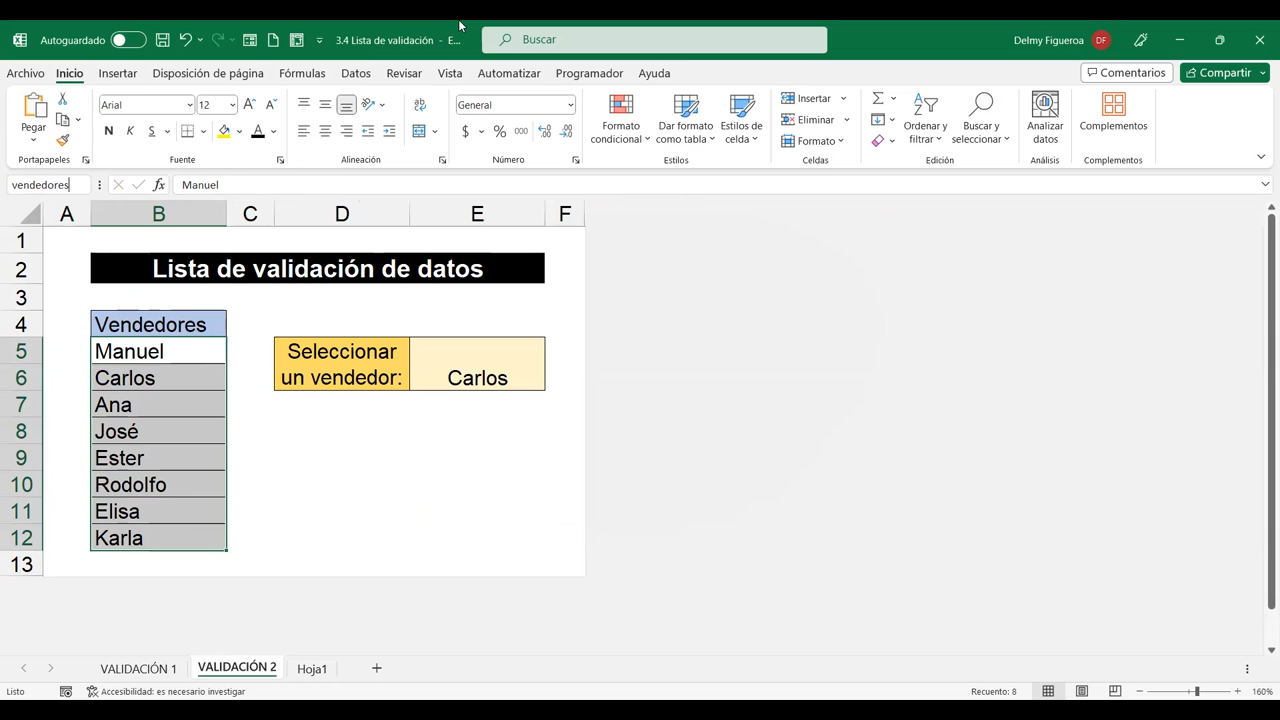 Autoguardado
3.4 Lista de validación - E...
Buscar
Delmy Figueroa DF
Archivo Inicio Insertar Disposición de página Fórmulas Datos Revisar Vista Automatizar Programador Ayuda
Comentarios Compartir
Pegar
Portapapeles
Arial 12
N K S
Fuente
Alineación
General
$ % 000
Número
Formato condicional
Dar formato como tabla
Estilos de celda
Estilos
Insertar
Eliminar
Formato
Celdas
Ordenar y filtrar
Buscar y seleccionar
Edición
Analizar datos
Análisis
Complementos
Complementos
vendedores fx Manuel
A B C D E F
1
2 Lista de validación de datos
3
4 Vendedores
5 Manuel Seleccionar
6 Carlos un vendedor: Carlos
7 Ana
8 José
9 Ester
10 Rodolfo
11 Elisa
12 Karla
13
VALIDACIÓN 1 VALIDACIÓN 2 Hoja1
Listo Accesibilidad: es necesario investigar Recuento: 8 160%